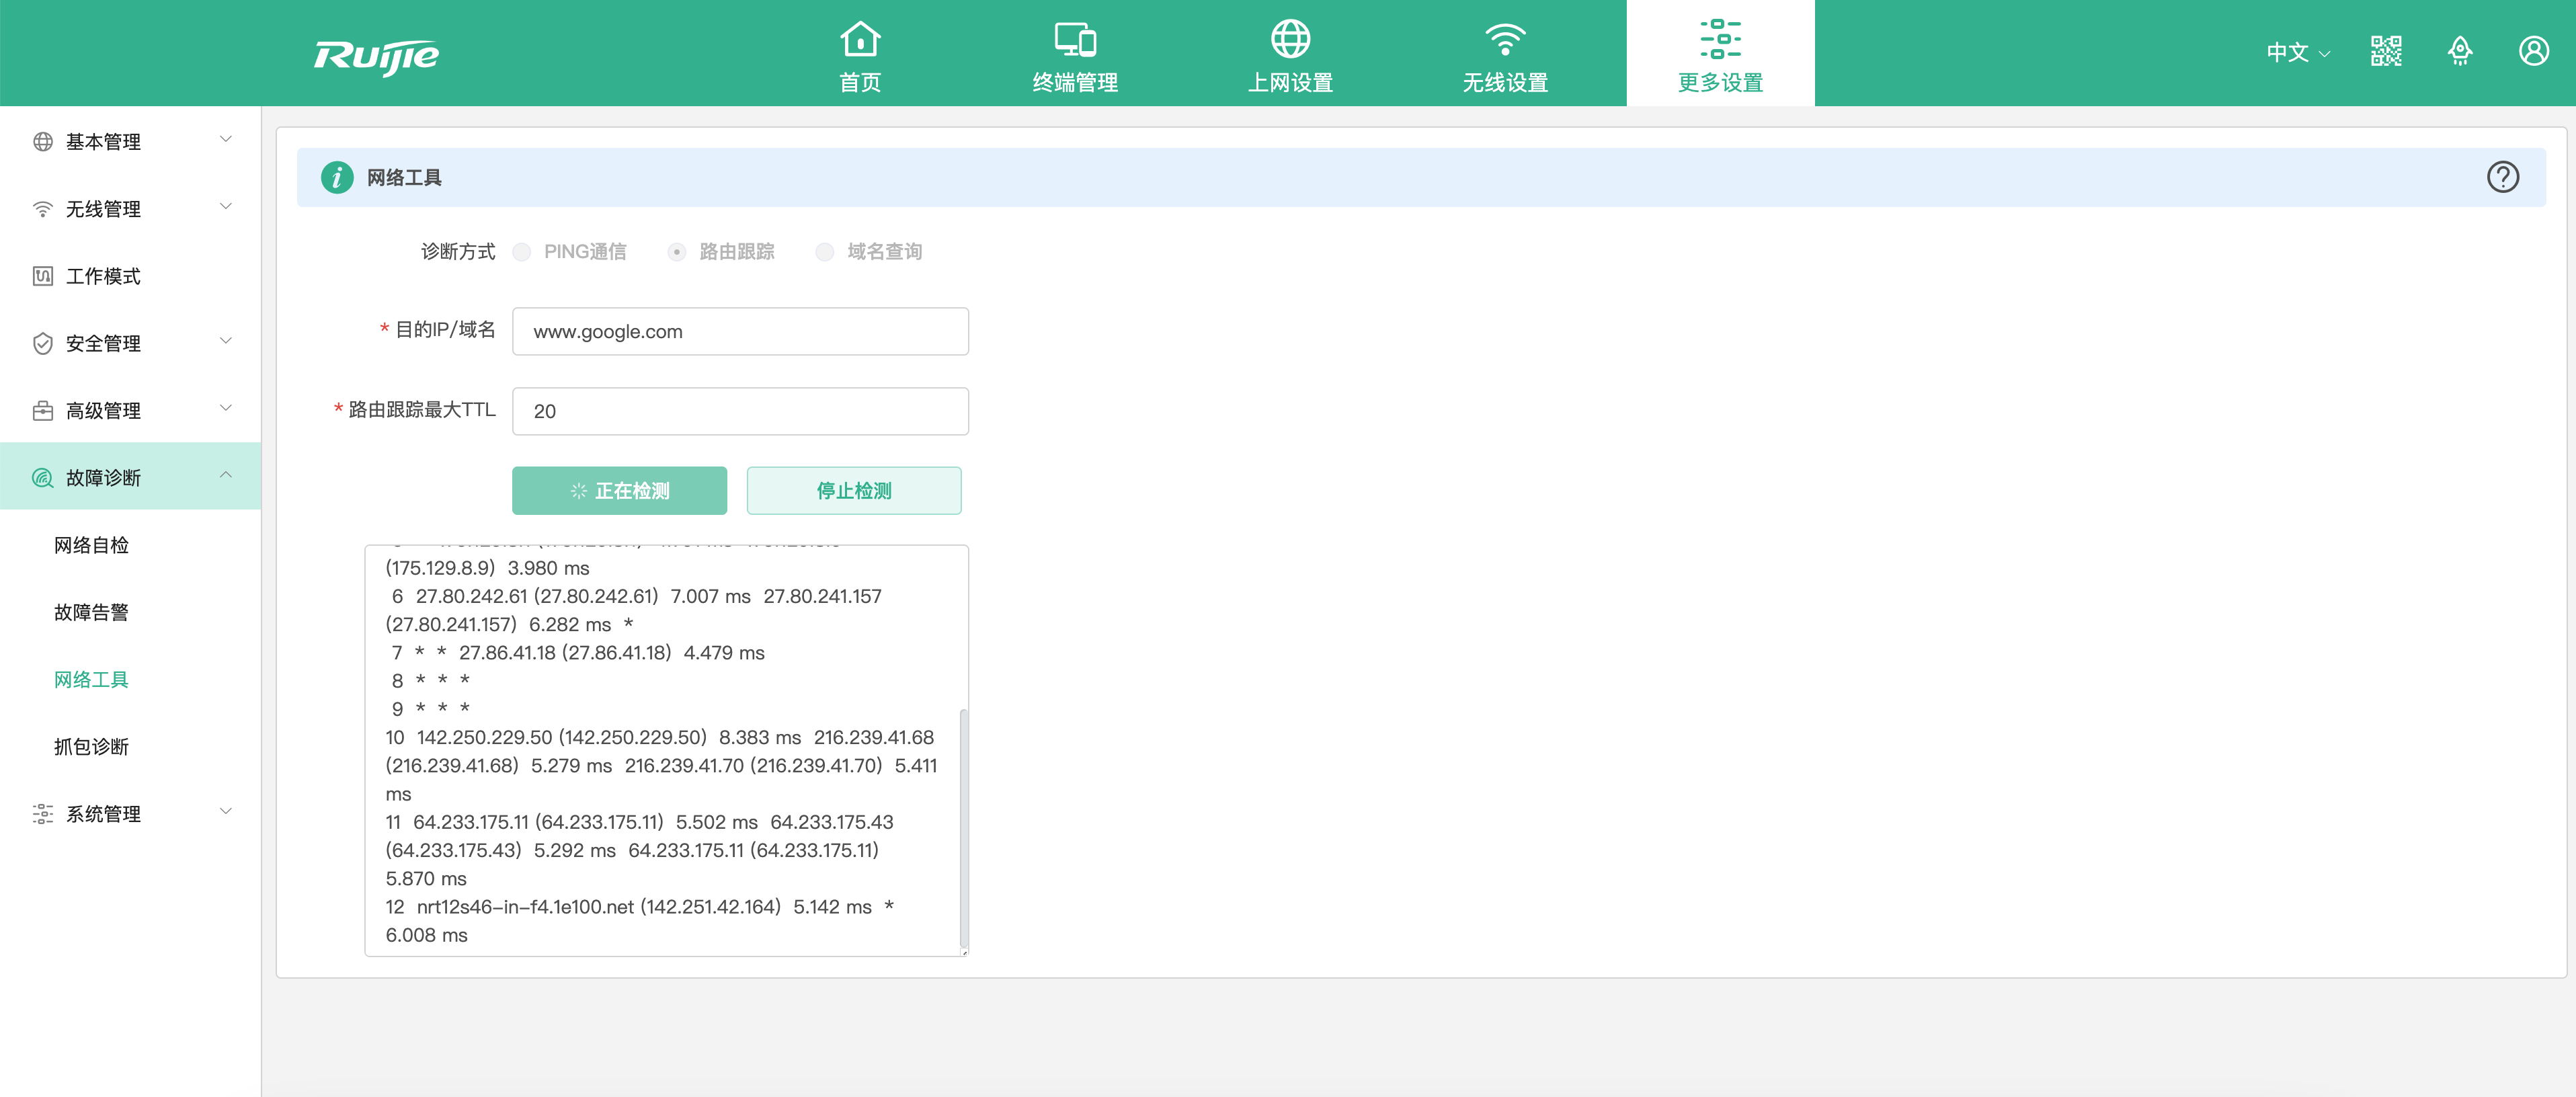 Ruijie
首页
终端管理
上网设置
无线设置
更多设置
中文
基本管理
无线管理
工作模式
安全管理
高级管理
故障诊断
网络自检
故障告警
网络工具
抓包诊断
系统管理
网络工具
诊断方式 PING通信 路由跟踪 域名查询
* 目的IP/域名 www.google.com
* 路由跟踪最大TTL 20
正在检测 停止检测
(175.129.8.9) 3.980 ms
6 27.80.242.61 (27.80.242.61) 7.007 ms 27.80.241.157
(27.80.241.157) 6.282 ms *
7 * * 27.86.41.18 (27.86.41.18) 4.479 ms
8 * * *
9 * * *
10 142.250.229.50 (142.250.229.50) 8.383 ms 216.239.41.68
(216.239.41.68) 5.279 ms 216.239.41.70 (216.239.41.70) 5.411
ms
11 64.233.175.11 (64.233.175.11) 5.502 ms 64.233.175.43
(64.233.175.43) 5.292 ms 64.233.175.11 (64.233.175.11)
5.870 ms
12 nrt12s46-in-f4.1e100.net (142.251.42.164) 5.142 ms *
6.008 ms